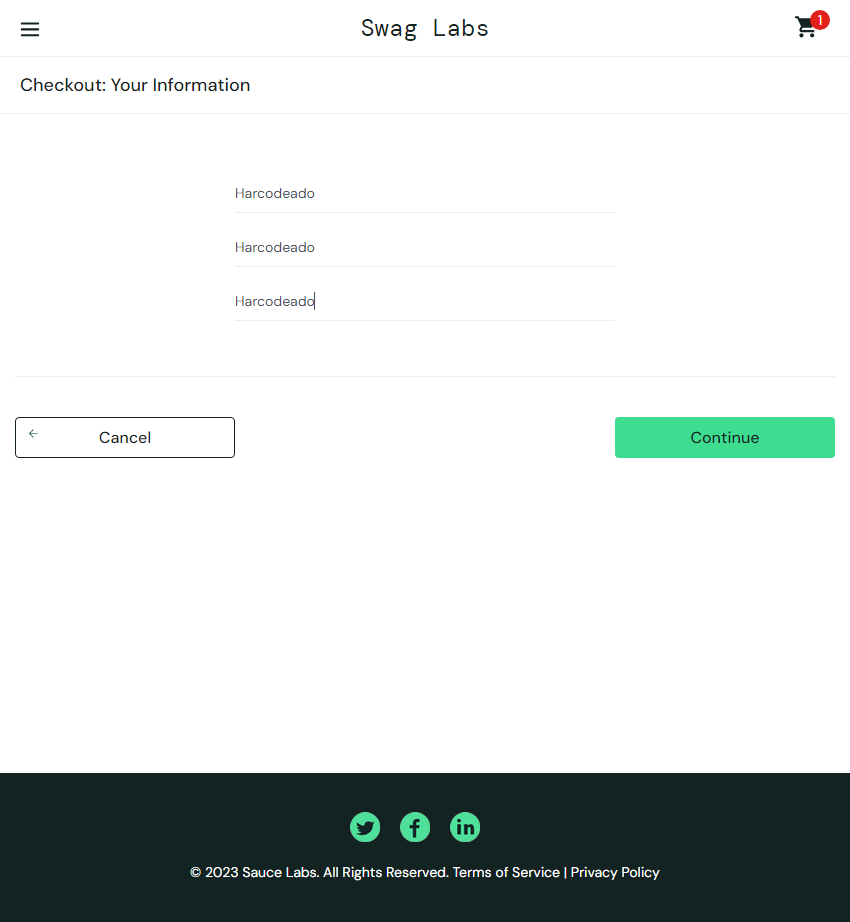 Swag Labs
1
Checkout: Your Information
Harcodeado
Harcodeado
Harcodeado
Cancel
Continue
© 2023 Sauce Labs. All Rights Reserved. Terms of Service | Privacy Policy